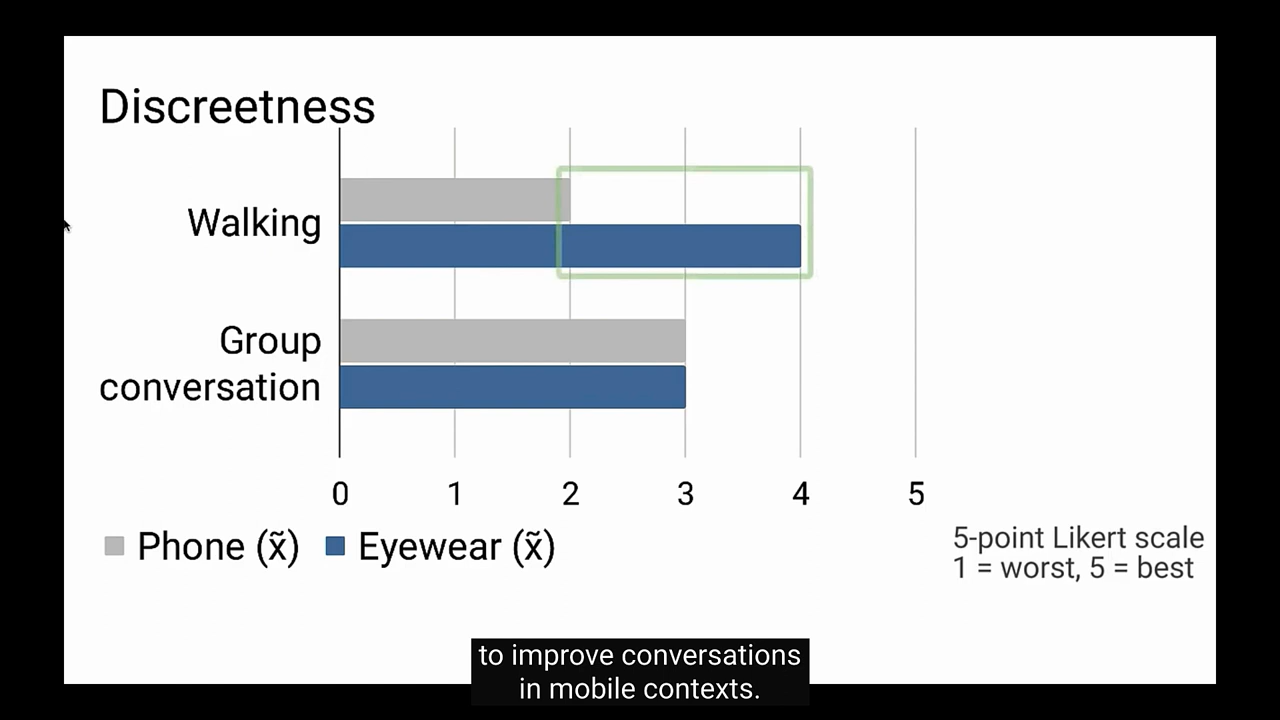 Discreetness
Walking
Group
conversation
0 1 2 3 4 5
Phone (x̃) Eyewear (x̃)
5-point Likert scale
1 = worst, 5 = best
to improve conversations
in mobile contexts.